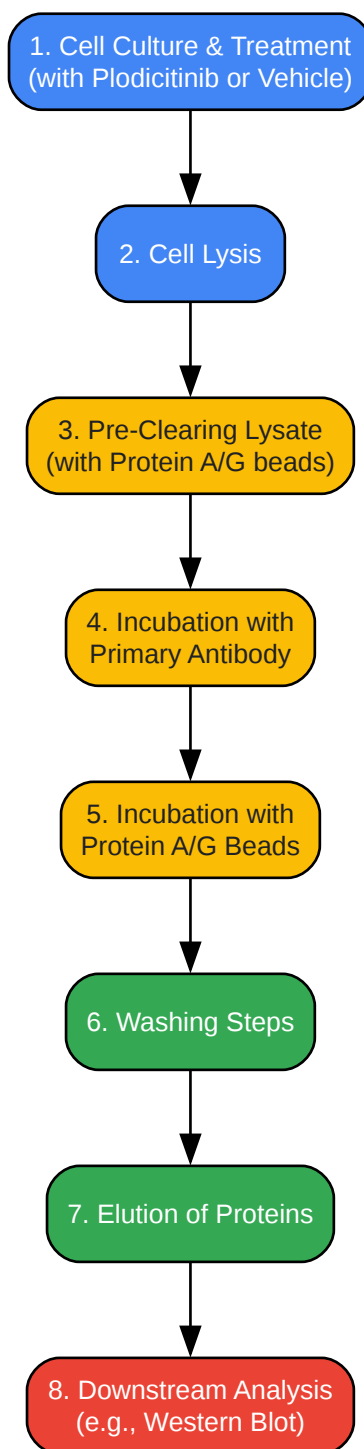 1. Cell Culture & Treatment
(with Plodicitinib or Vehicle)
2. Cell Lysis
3. Pre-Clearing Lysate
(with Protein A/G beads)
4. Incubation with
Primary Antibody
5. Incubation with
Protein A/G Beads
6. Washing Steps
7. Elution of Proteins
8. Downstream Analysis
(e.g., Western Blot)